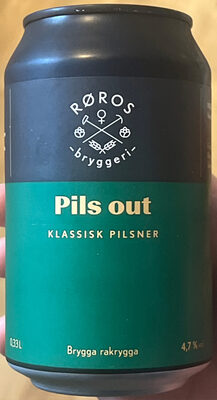 RØROS
bryggeri
Pils out
KLASSISK PILSNER
0,33 L
4,7 %
Brygga rakrygga